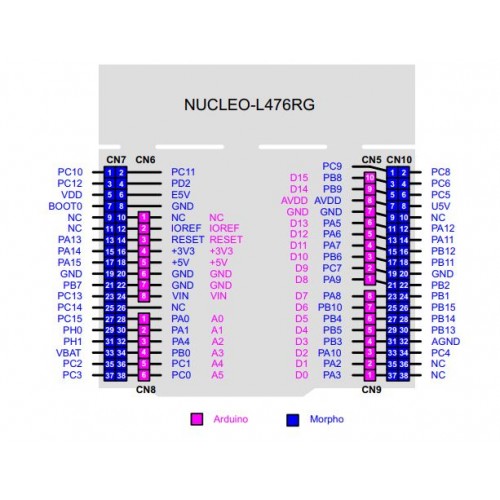 NUCLEO-L476RG
CN7 CN6 CN5 CN10
PC10 1 2 PC11 PC9 1 2 PC8
PC12 3 4 PD2 D15 PB8 10 3 4 PC6
VDD 5 6 E5V D14 PB9 9 5 6 PC5
BOOT0 7 8 GND AVDD AVDD 8 7 8 U5V
NC 9 10 1 NC NC GND GND 7 9 10 NC
NC 11 12 2 IOREF IOREF D13 PA5 6 11 12 PA12
PA13 13 14 3 RESET RESET D12 PA6 5 13 14 PA11
PA14 15 16 4 +3V3 +3V3 D11 PA7 4 15 16 PB12
PA15 17 18 5 +5V +5V D10 PB6 3 17 18 PB11
GND 19 20 6 GND GND D9 PC7 2 19 20 GND
PB7 21 22 7 GND GND D8 PA9 1 21 22 PB2
PC13 23 24 8 VIN VIN D7 PA8 8 23 24 PB1
PC14 25 26 NC D6 PB10 7 25 26 PB15
PC15 27 28 1 PA0 A0 D5 PB4 6 27 28 PB14
PH0 29 30 2 PA1 A1 D4 PB5 5 29 30 PB13
PH1 31 32 3 PA4 A2 D3 PB3 4 31 32 AGND
VBAT 33 34 4 PB0 A3 D2 PA10 3 33 34 PC4
PC2 35 36 5 PC1 A4 D1 PA2 2 35 36 NC
PC3 37 38 6 PC0 A5 D0 PA3 1 37 38 NC
CN8 CN9
Arduino Morpho